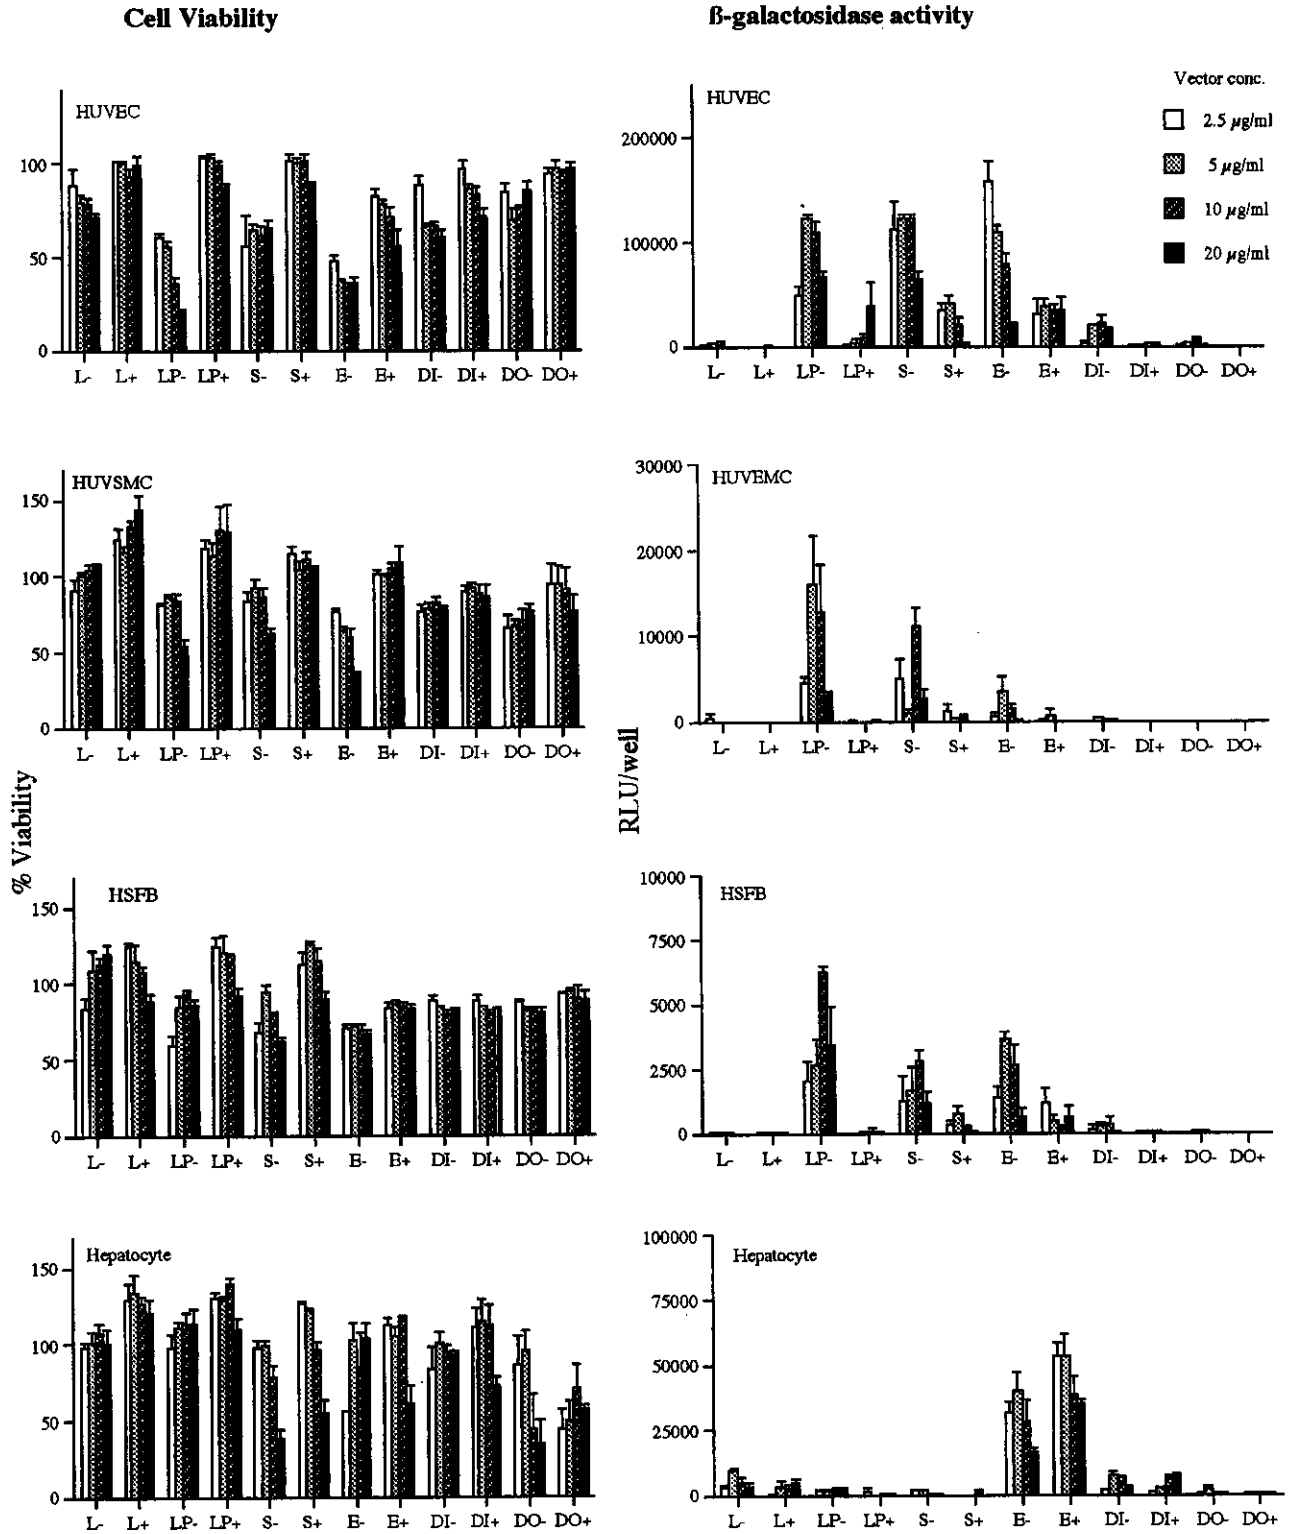 Cell Viability
ß-galactosidase activity
HUVEC
100
50
0
L- L+ LP- LP+ S- S+ E- E+ DI- DI+ DO- DO+
HUVEC
200000
100000
0
L- L+ LP- LP+ S- S+ E- E+ DI- DI+ DO- DO+
Vector conc.
2.5 µg/ml
5 µg/ml
10 µg/ml
20 µg/ml
HUVSMC
150
100
50
0
L- L+ LP- LP+ S- S+ E- E+ DI- DI+ DO- DO+
HUVEMC
30000
20000
10000
0
L- L+ LP- LP+ S- S+ E- E+ DI- DI+ DO- DO+
% Viability
RLU/well
HSFB
150
100
50
0
L- L+ LP- LP+ S- S+ E- E+ DI- DI+ DO- DO+
HSFB
10000
7500
5000
2500
0
L- L+ LP- LP+ S- S+ E- E+ DI- DI+ DO- DO+
Hepatocyte
150
100
50
0
L- L+ LP- LP+ S- S+ E- E+ DI- DI+ DO- DO+
Hepatocyte
100000
75000
50000
25000
0
L- L+ LP- LP+ S- S+ E- E+ DI- DI+ DO- DO+